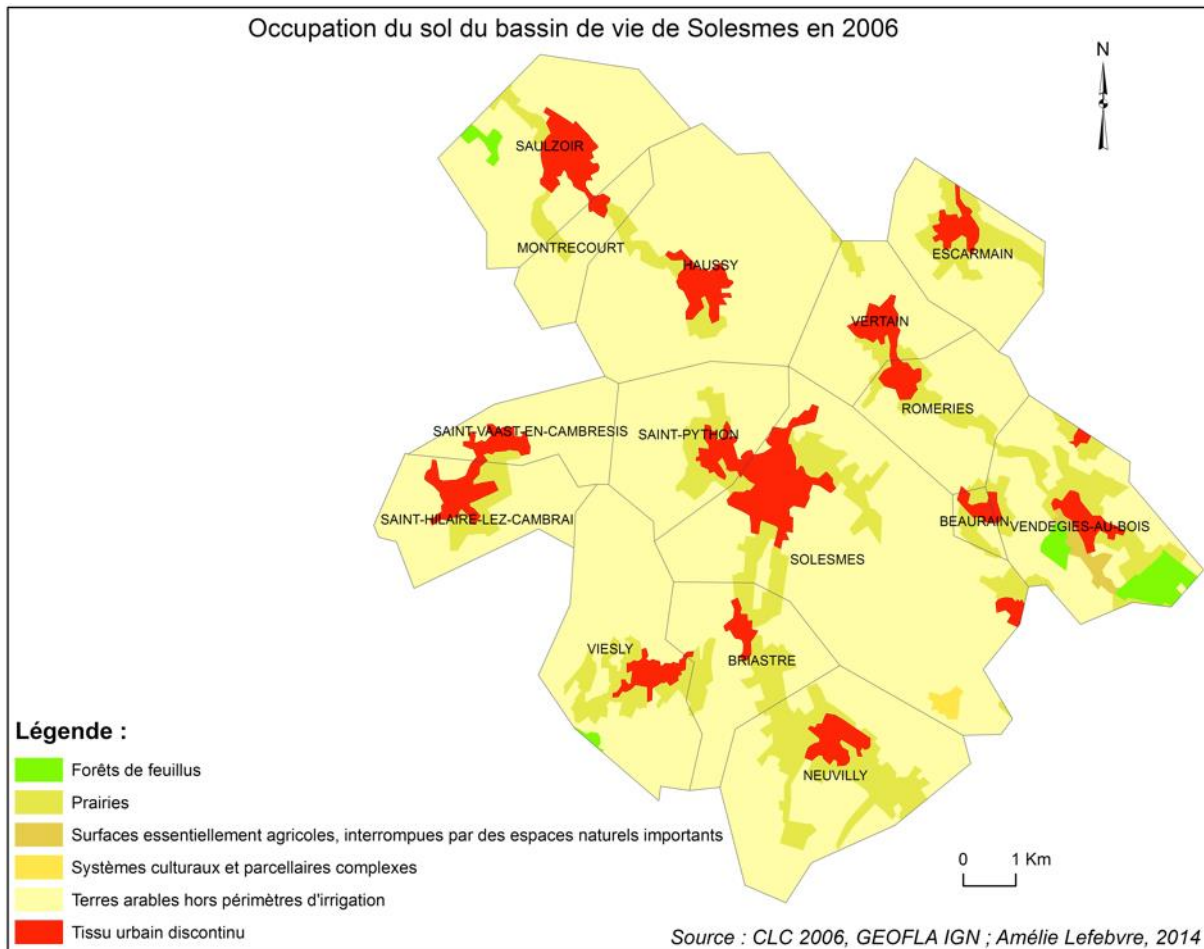 Occupation du sol du bassin de vie de Solesmes en 2006
N
SAULZOIR
MONTRECOURT
HAUSSY
ESCARMAIN
VERTAIN
ROMERIES
SAINT-VAAST-EN-CAMBRESIS
SAINT-PYTHON
SAINT-HILAIRE-LEZ-CAMBRAI
BEAURAIN
VENDEGIES-AU-BOIS
SOLESMES
VIESLY
BRIASTRE
NEUVILLY
Légende :
Forêts de feuillus
Prairies
Surfaces essentiellement agricoles, interrompues par des espaces naturels importants
Systèmes culturaux et parcellaires complexes
Terres arables hors périmètres d'irrigation
Tissu urbain discontinu
0 1 Km
Source : CLC 2006, GEOFLA IGN ; Amélie Lefebvre, 2014